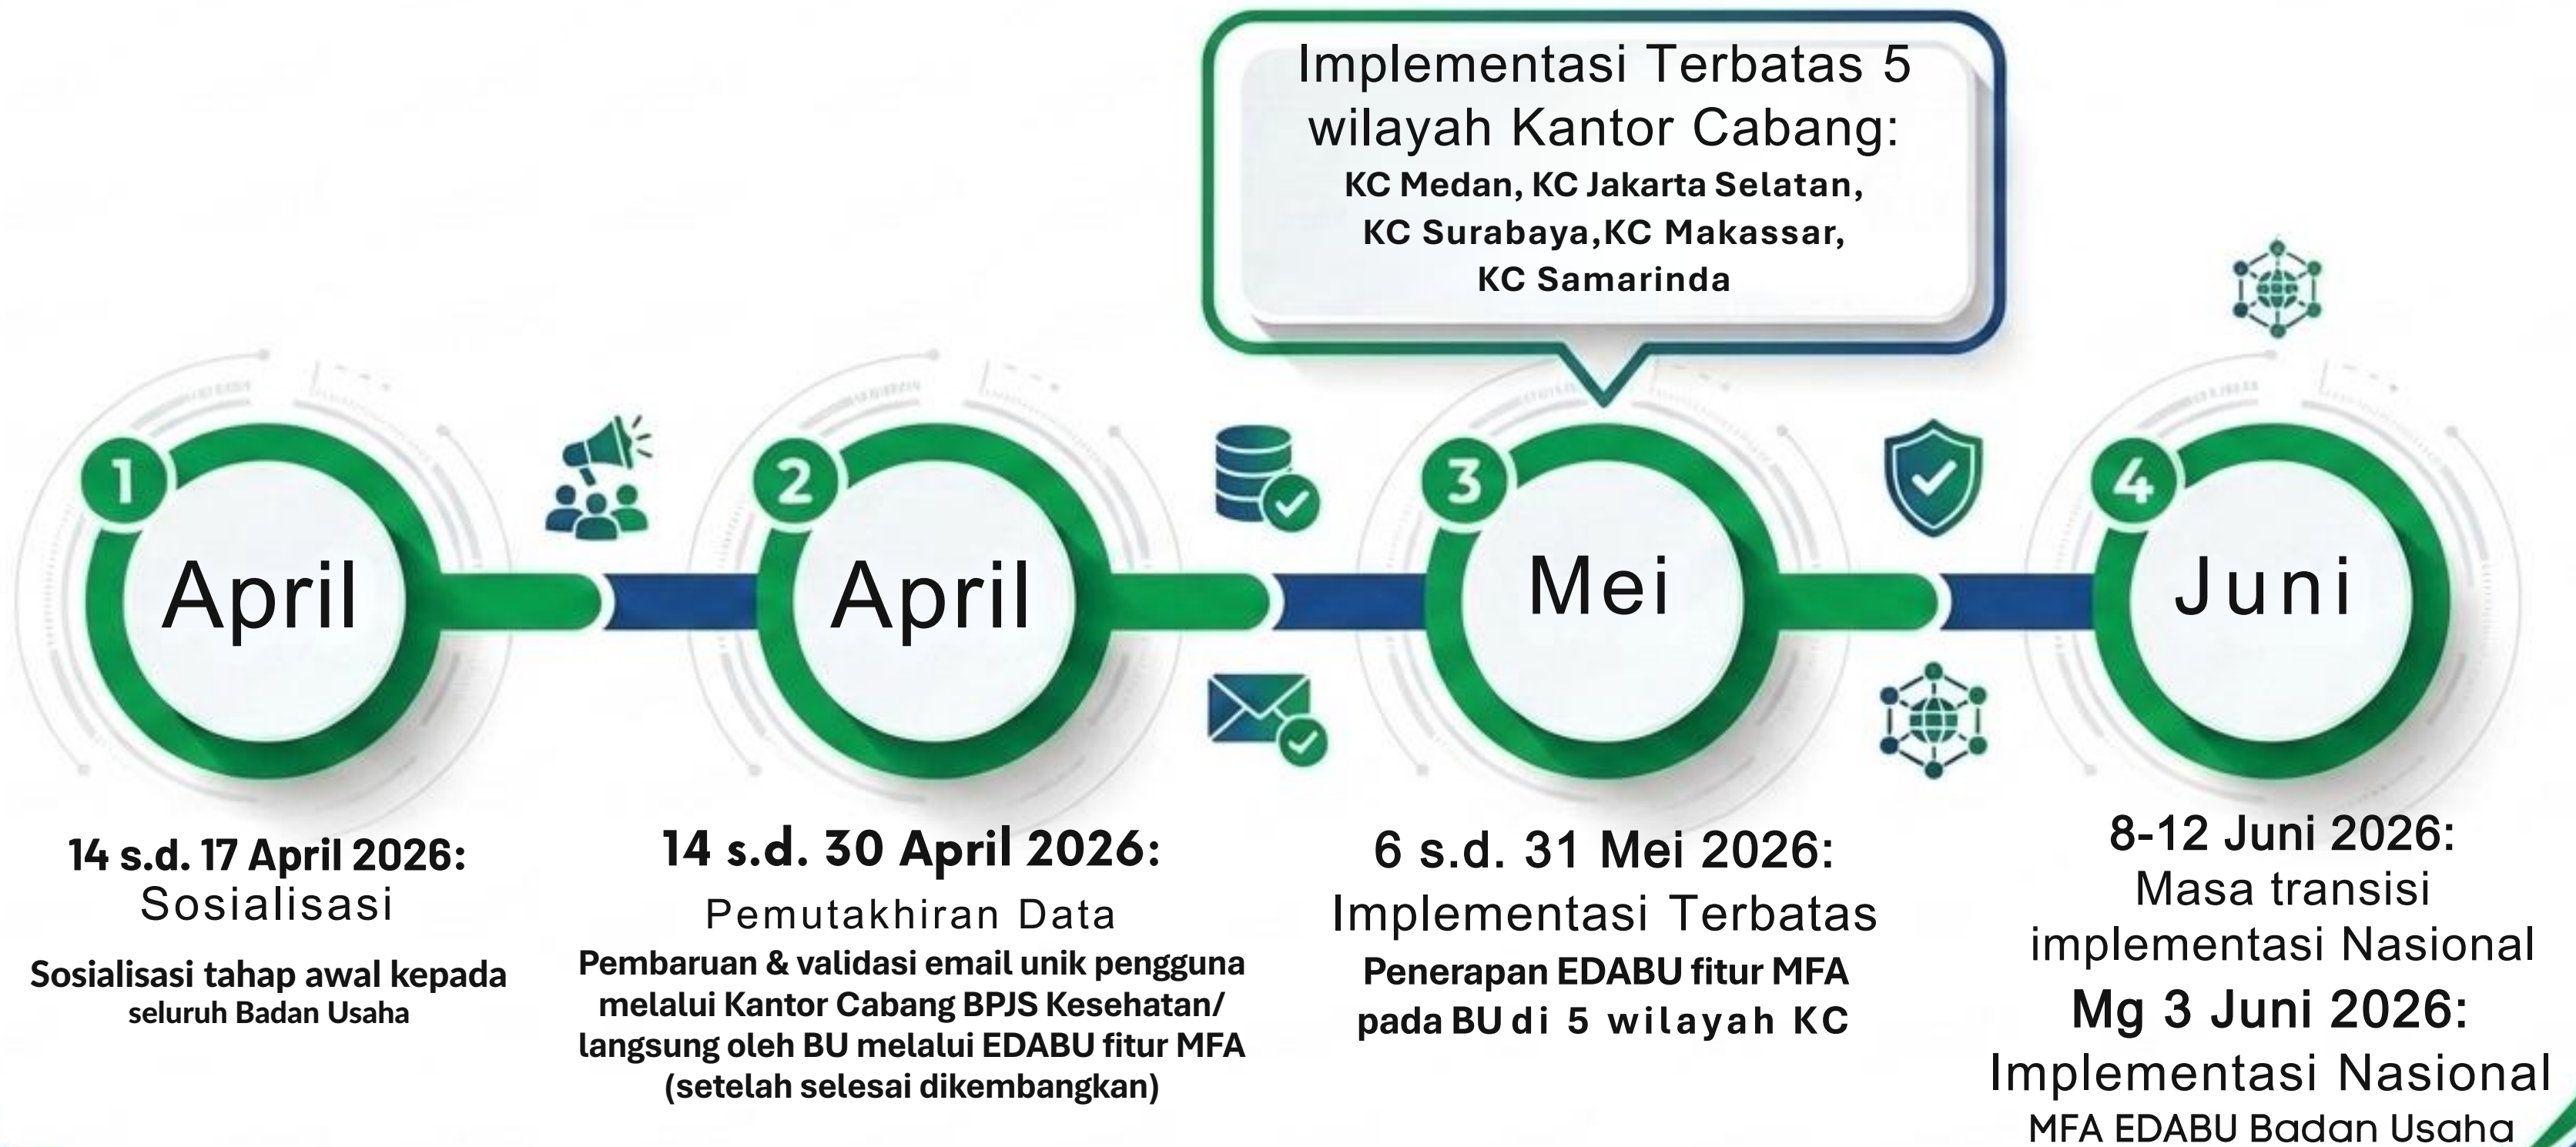 Implementasi Terbatas 5
wilayah Kantor Cabang:
KC Medan, KC Jakarta Selatan,
KC Surabaya,KC Makassar,
KC Samarinda
1
April
14 s.d. 17 April 2026:
Sosialisasi
Sosialisasi tahap awal kepada
seluruh Badan Usaha
2
April
14 s.d. 30 April 2026:
Pemutakhiran Data
Pembaruan & validasi email unik pengguna
melalui Kantor Cabang BPJS Kesehatan/
langsung oleh BU melalui EDABU fitur MFA
(setelah selesai dikembangkan)
3
Mei
6 s.d. 31 Mei 2026:
Implementasi Terbatas
Penerapan EDABU fitur MFA
pada BU di 5 wilayah KC
4
Juni
8-12 Juni 2026:
Masa transisi
implementasi Nasional
Mg 3 Juni 2026:
Implementasi Nasional
MFA EDABU Badan Usaha